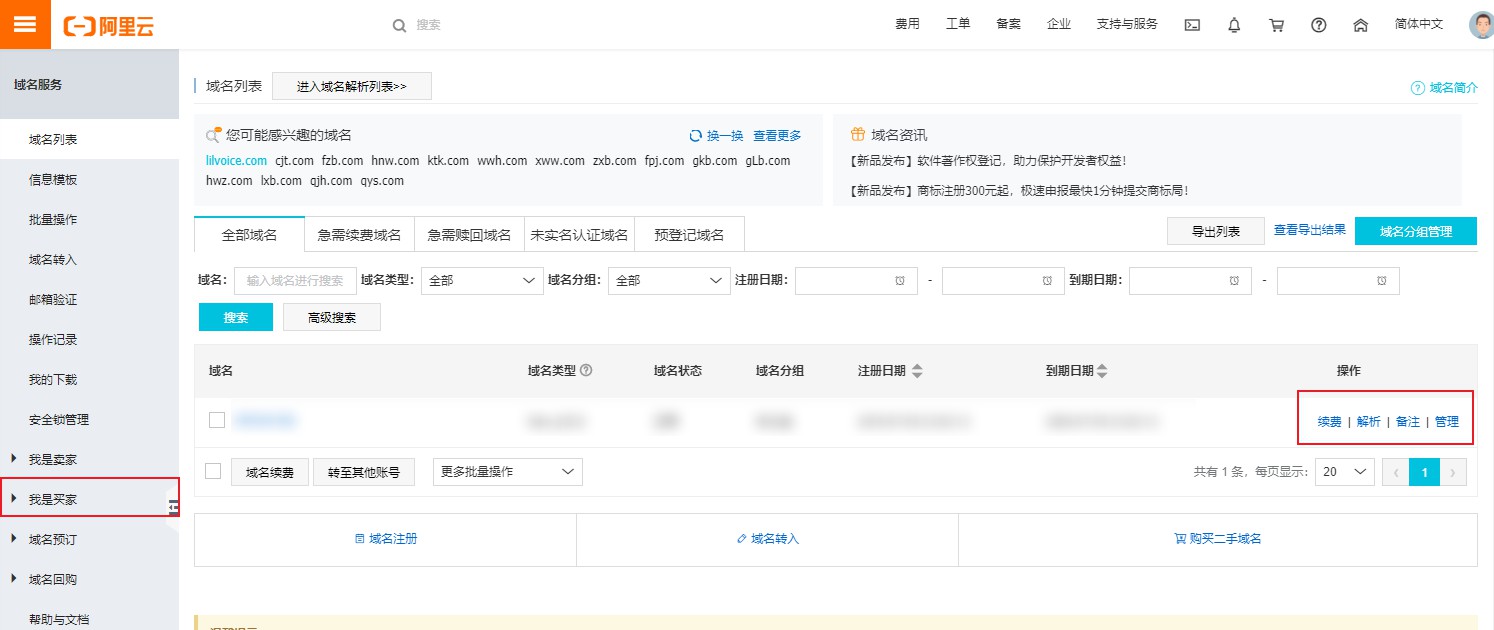 阿里云 搜索 费用 工单 备案 企业 支持与服务 简体中文
域名服务
域名列表
信息模板
批量操作
域名转入
邮箱验证
操作记录
我的下载
安全锁管理
我是卖家
我是买家
域名预订
域名回购
帮助与文档
域名列表 进入域名解析列表>> 域名简介
您可能感兴趣的域名 换一换 查看更多
lilvoice.com cjt.com fzb.com hnw.com ktk.com wwh.com xww.com zxb.com fpj.com gkb.com gLb.com
hwz.com lxb.com qjh.com qys.com
域名资讯
【新品发布】软件著作权登记，助力保护开发者权益！
【新品发布】商标注册300元起，极速申报最快1分钟提交商标局！
全部域名 急需续费域名 急需赎回域名 未实名认证域名 预登记域名 导出列表 查看导出结果 域名分组管理
域名： 输入域名进行搜索 域名类型： 全部 域名分组： 全部 注册日期： - 到期日期： -
搜索 高级搜索
域名 域名类型 域名状态 域名分组 注册日期 到期日期 操作
续费 | 解析 | 备注 | 管理
域名续费 转至其他账号 更多批量操作 共有 1 条，每页显示： 20 ‹ 1 ›
域名注册 域名转入 购买二手域名